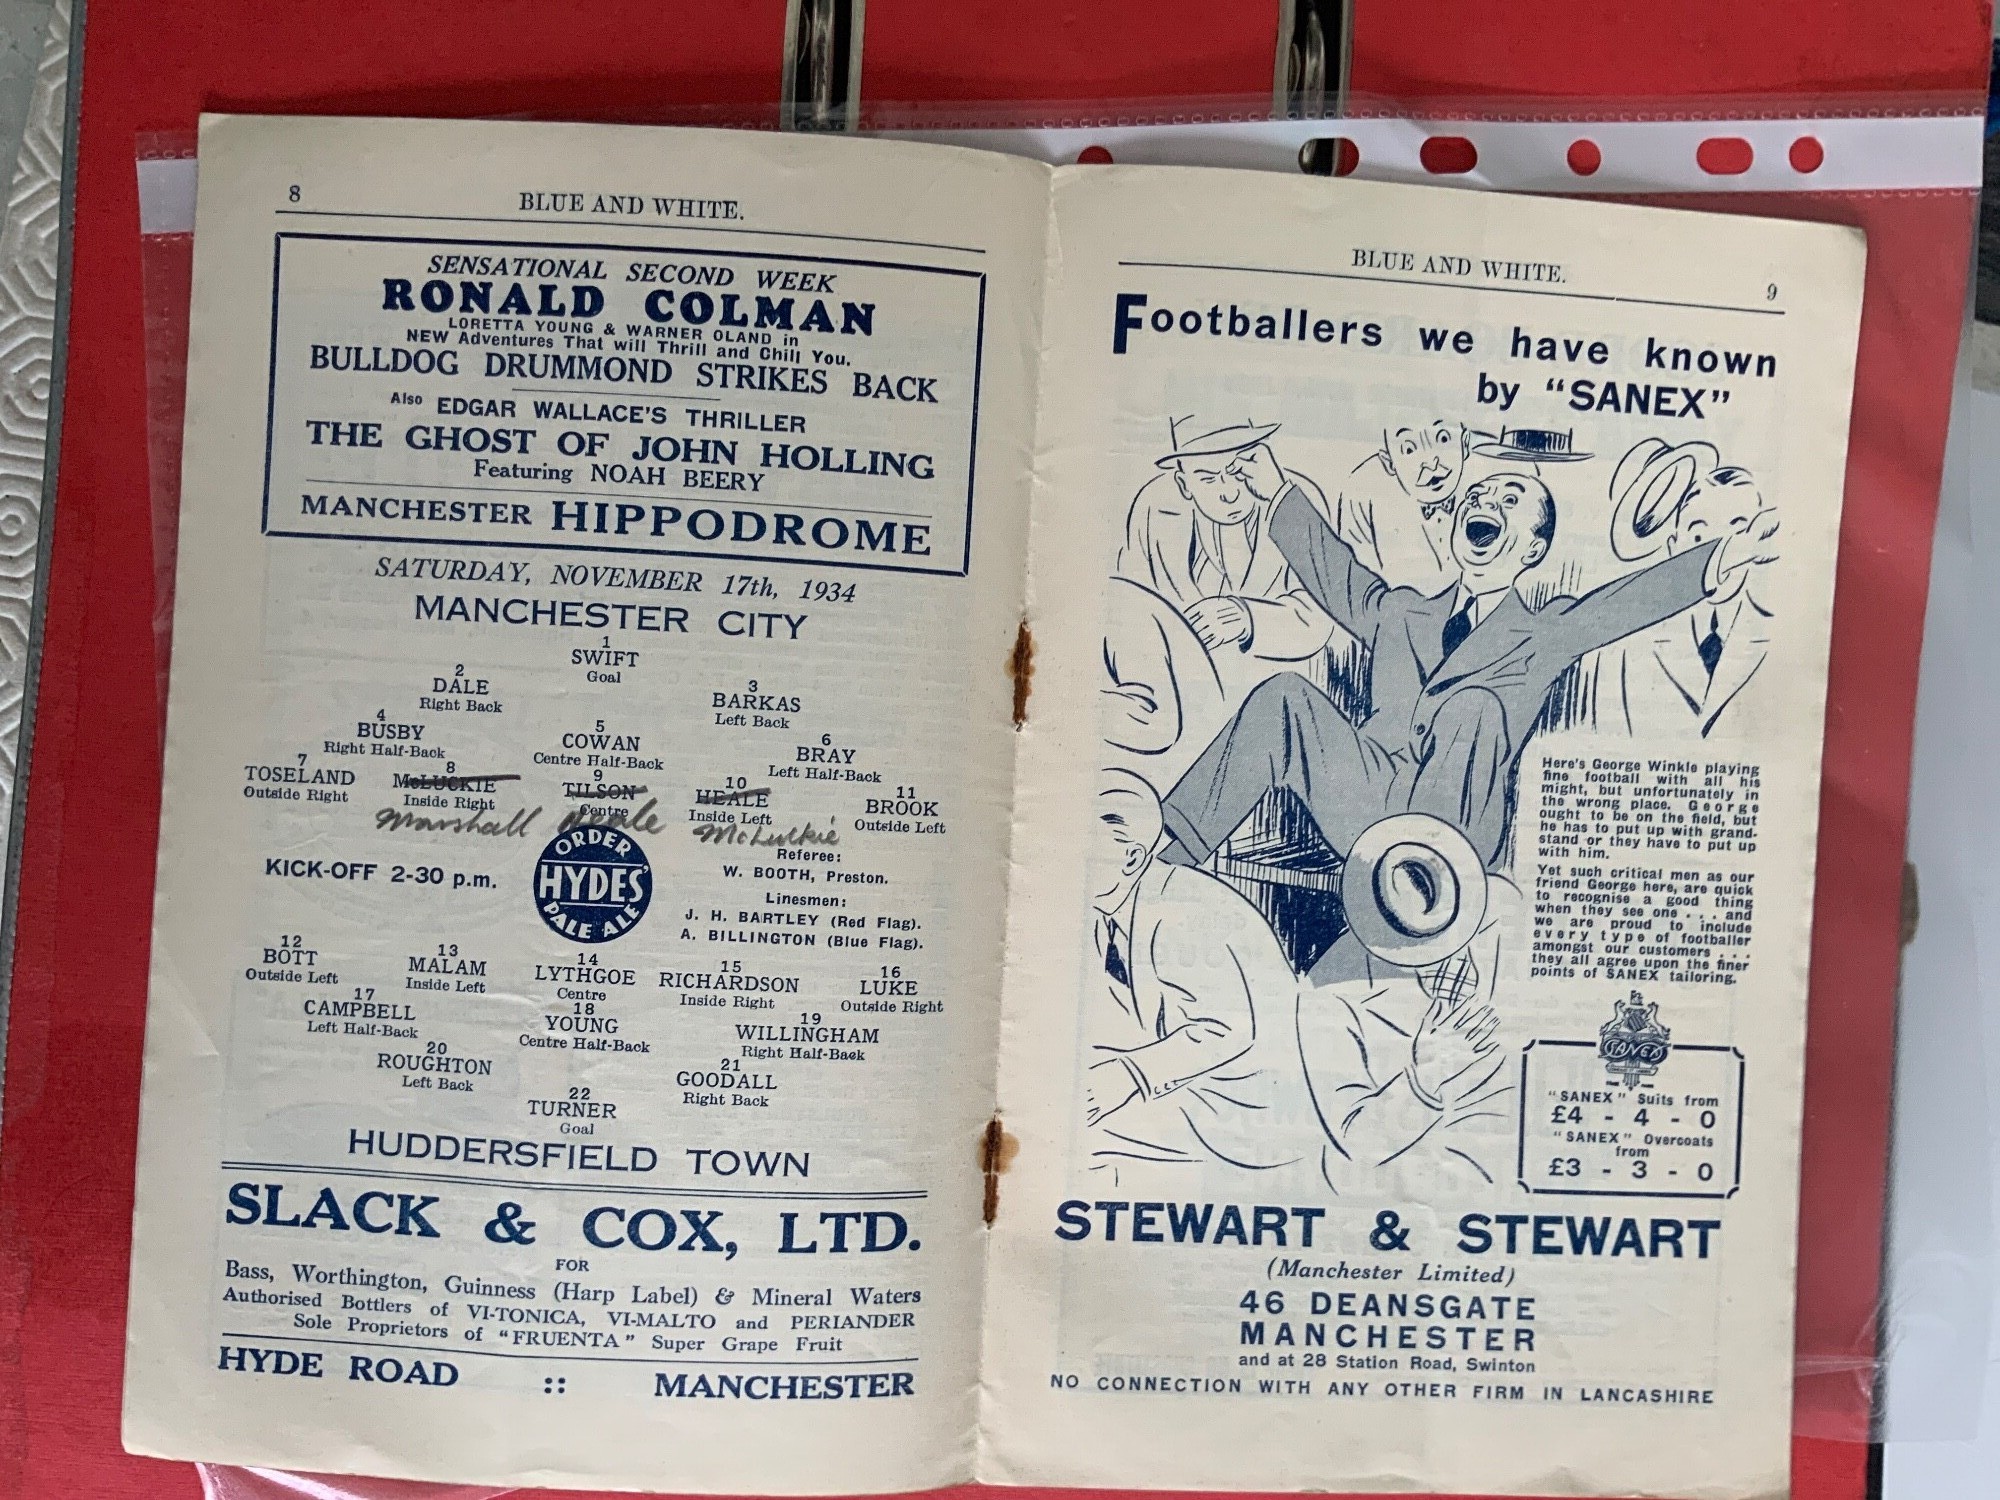 8
BLUE AND WHITE.
SENSATIONAL SECOND WEEK
RONALD COLMAN
LORETTA YOUNG & WARNER OLAND in
NEW Adventures That will Thrill and Chill You.
BULLDOG DRUMMOND STRIKES BACK
Also EDGAR WALLACE'S THRILLER
THE GHOST OF JOHN HOLLING
Featuring NOAH BEERY
MANCHESTER HIPPODROME
SATURDAY, NOVEMBER 17th, 1934
MANCHESTER CITY
1
SWIFT
Goal
2 3
DALE BARKAS
Right Back Left Back
4 5 6
BUSBY COWAN BRAY
Right Half-Back Centre Half-Back Left Half-Back
7 8 9 10 11
TOSELAND McLUCKIE TILSON HEALE BROOK
Outside Right Inside Right Centre Inside Left Outside Left
Marshall Heale McLuckie
KICK-OFF 2-30 p.m.
ORDER
HYDES'
PALE ALE
Referee:
W. BOOTH, Preston.
Linesmen:
J. H. BARTLEY (Red Flag).
A. BILLINGTON (Blue Flag).
12 13 14 15 16
BOTT MALAM LYTHGOE RICHARDSON LUKE
Outside Left Inside Left Centre Inside Right Outside Right
17 18 19
CAMPBELL YOUNG WILLINGHAM
Left Half-Back Centre Half-Back Right Half-Back
20 21
ROUGHTON GOODALL
Left Back Right Back
22
TURNER
Goal
HUDDERSFIELD TOWN
SLACK & COX, LTD.
FOR
Bass, Worthington, Guinness (Harp Label) & Mineral Waters
Authorised Bottlers of VI-TONICA, VI-MALTO and PERIANDER
Sole Proprietors of "FRUENTA" Super Grape Fruit
HYDE ROAD :: MANCHESTER
BLUE AND WHITE.
9
Footballers we have known
by "SANEX"
Here's George Winkle playing
fine football with all his
might, but unfortunately in
the wrong place. George
ought to be on the field, but
he has to put up with grand-
stand or they have to put up
with him.
Yet such critical men as our
friend George here, are quick
to recognise a good thing
when they see one . . . and
we are proud to include
every type of footballer
amongst our customers . . .
they all agree upon the finer
points of SANEX tailoring.
SANEX
"SANEX" Suits from
£4 - 4 - 0
"SANEX" Overcoats
from
£3 - 3 - 0
STEWART & STEWART
(Manchester Limited)
46 DEANSGATE
MANCHESTER
and at 28 Station Road, Swinton
NO CONNECTION WITH ANY OTHER FIRM IN LANCASHIRE